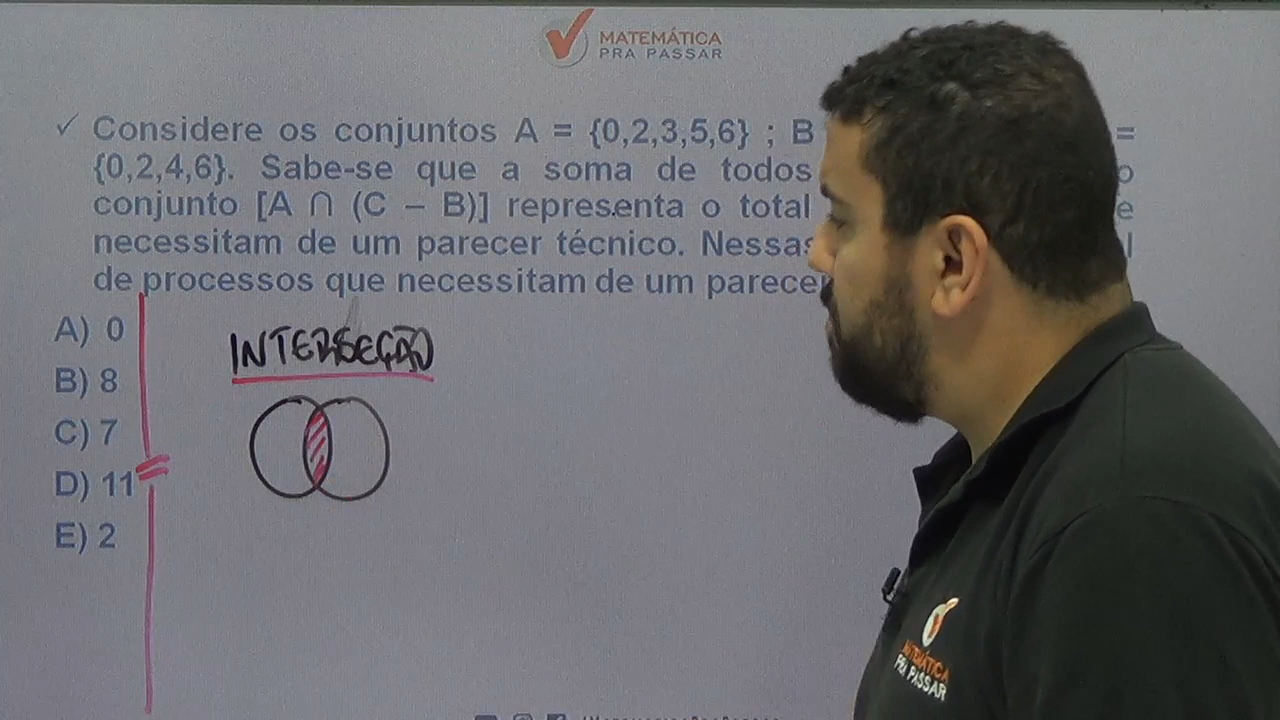 MATEMÁTICA
PRA PASSAR
✓ Considere os conjuntos A = {0,2,3,5,6} ; B =
{0,2,4,6}. Sabe-se que a soma de todos o
conjunto [A ∩ (C – B)] representa o total e
necessitam de um parecer técnico. Nessas l
de processos que necessitam de um parecer
A) 0
B) 8
C) 7
D) 11
E) 2
INTERSEÇÃO
MATEMÁTICA
PRA PASSAR